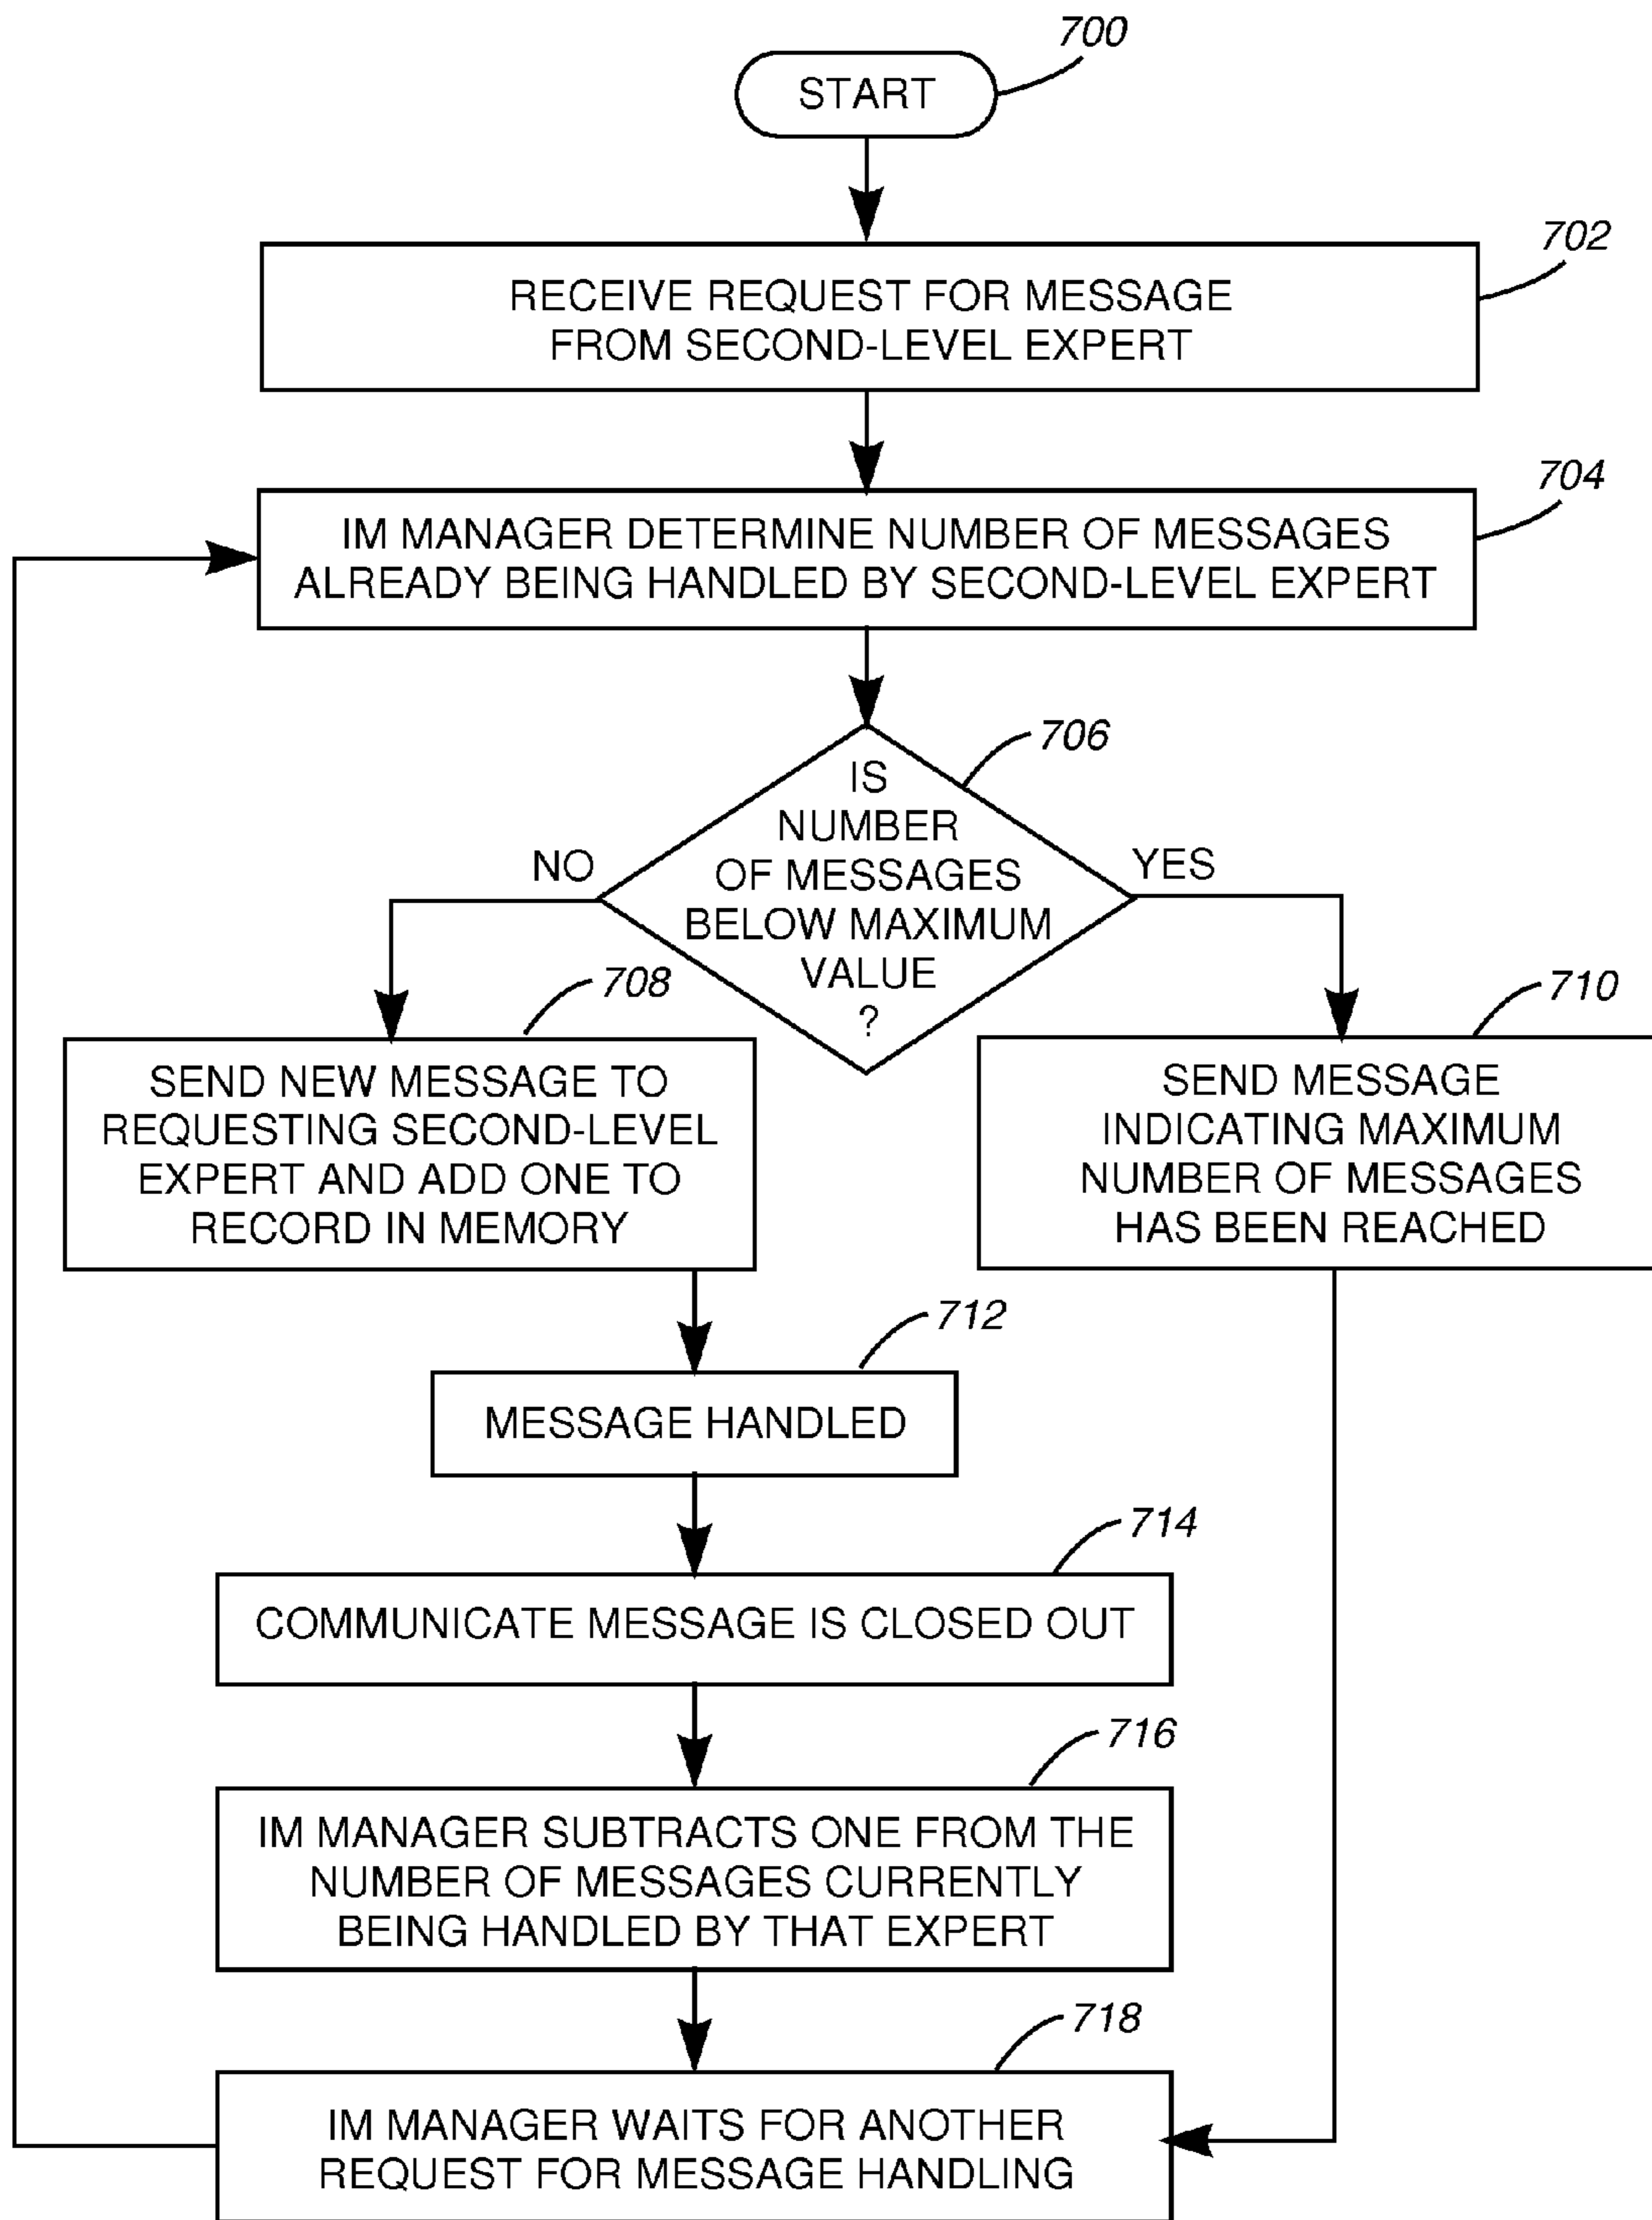 700
START
702
RECEIVE REQUEST FOR MESSAGE
FROM SECOND-LEVEL EXPERT
704
IM MANAGER DETERMINE NUMBER OF MESSAGES
ALREADY BEING HANDLED BY SECOND-LEVEL EXPERT
706
IS
NUMBER
OF MESSAGES
BELOW MAXIMUM
VALUE
?
NO
YES
708
SEND NEW MESSAGE TO
REQUESTING SECOND-LEVEL
EXPERT AND ADD ONE TO
RECORD IN MEMORY
710
SEND MESSAGE
INDICATING MAXIMUM
NUMBER OF MESSAGES
HAS BEEN REACHED
712
MESSAGE HANDLED
714
COMMUNICATE MESSAGE IS CLOSED OUT
716
IM MANAGER SUBTRACTS ONE FROM THE
NUMBER OF MESSAGES CURRENTLY
BEING HANDLED BY THAT EXPERT
718
IM MANAGER WAITS FOR ANOTHER
REQUEST FOR MESSAGE HANDLING